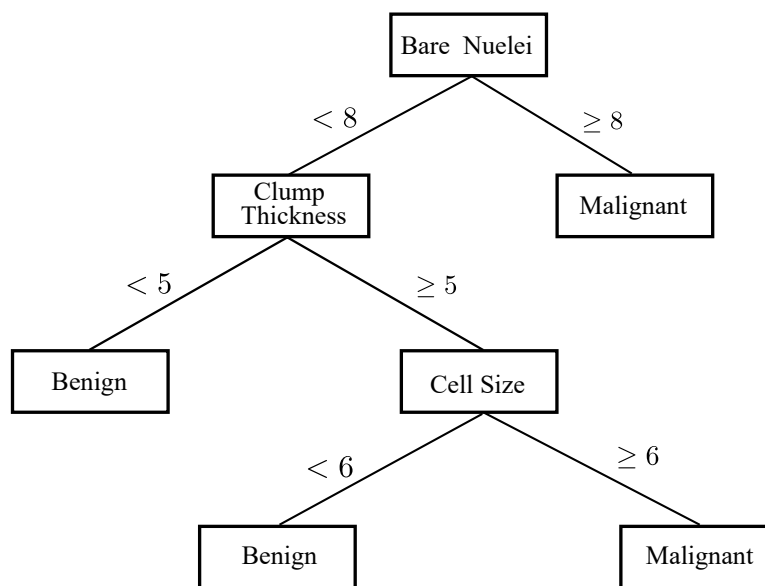 Bare Nuelei
< 8
≥ 8
Clump
Thickness
Malignant
< 5
≥ 5
Benign
Cell Size
< 6
≥ 6
Benign
Malignant